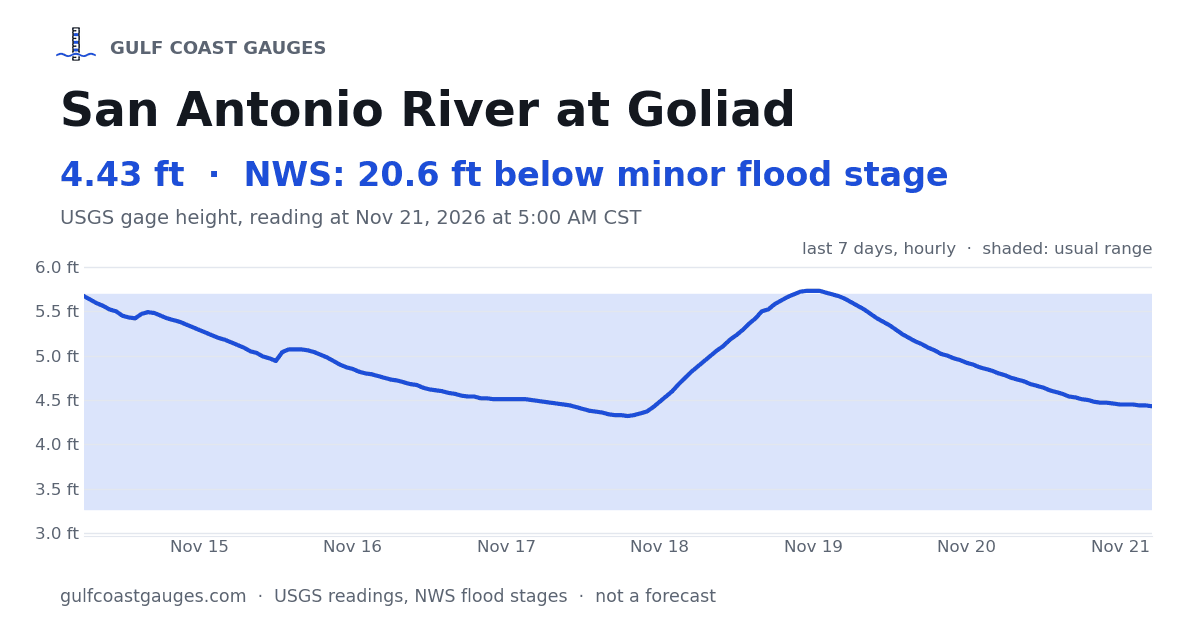 GULF COAST GAUGES
San Antonio River at Goliad
4.43 ft · NWS: 20.6 ft below minor flood stage
USGS gage height, reading at Nov 21, 2026 at 5:00 AM CST
last 7 days, hourly · shaded: usual range
6.0 ft
5.5 ft
5.0 ft
4.5 ft
4.0 ft
3.5 ft
3.0 ft
Nov 15 Nov 16 Nov 17 Nov 18 Nov 19 Nov 20 Nov 21
gulfcoastgauges.com · USGS readings, NWS flood stages · not a forecast